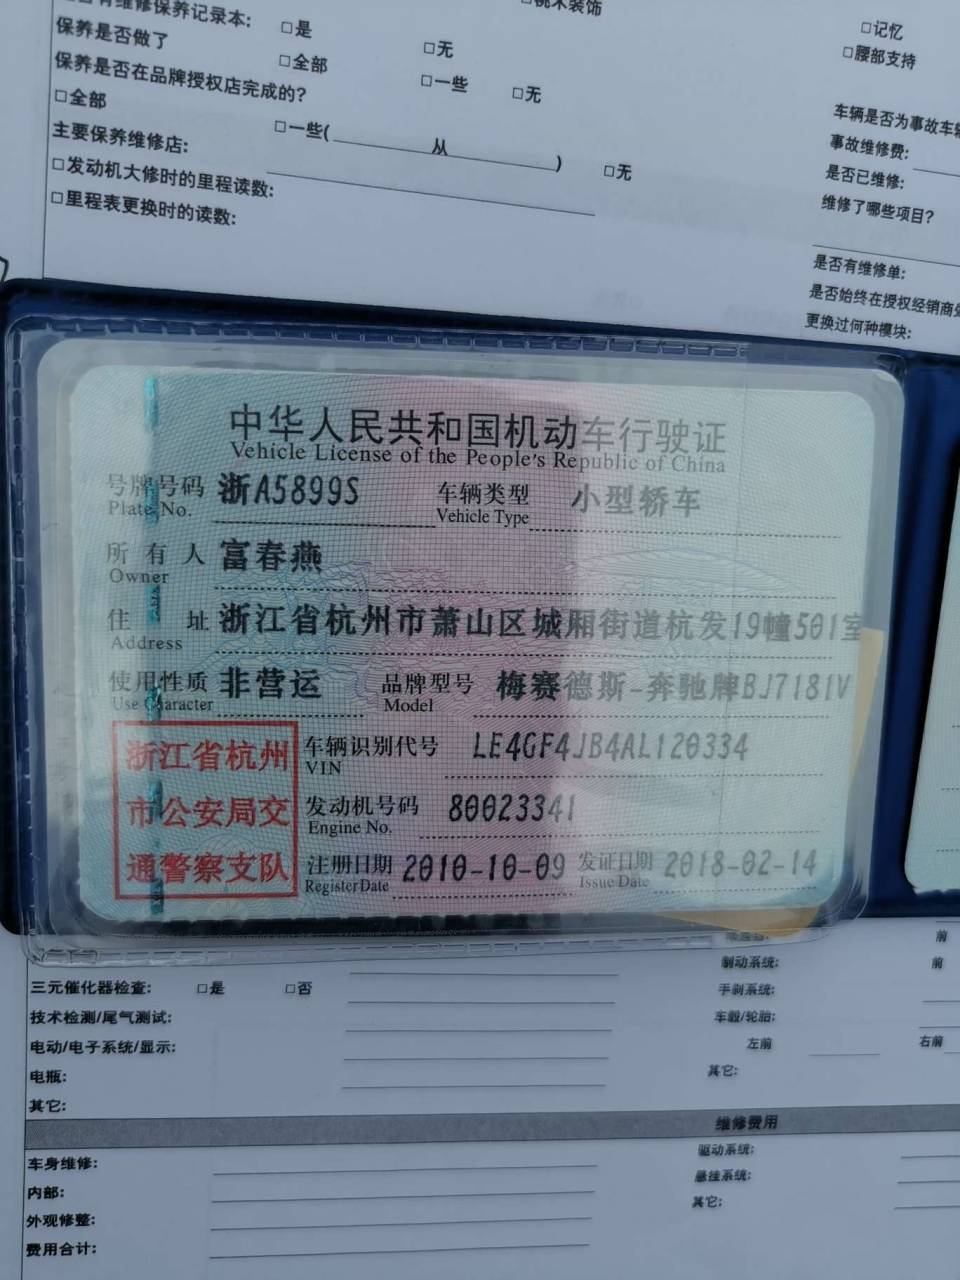 有维修保养记录本: □是 □无
桃木装饰
□记忆
保养是否做了 □全部 □一些 □无
□腰部支持
保养是否在品牌授权店完成的?
□全部 □一些( 从 ) □无
主要保养维修店:
□发动机大修时的里程读数:
□里程表更换时的读数:
车辆是否为事故车辆
事故维修费:
是否已维修:
维修了哪些项目?
是否有维修单:
是否始终在授权经销商处
更换过何种模块:
中华人民共和国机动车行驶证
Vehicle License of the People's Republic of China
号牌号码 浙A5899S 车辆类型 小型轿车
Plate No. Vehicle Type
所有人 富春燕
Owner
住址 浙江省杭州市萧山区城厢街道杭发19幢501室
Address
使用性质 非营运 品牌型号 梅赛德斯-奔驰牌BJ7181V
Use Character Model
浙江省杭州市公安局交通警察支队
车辆识别代号 LE4GF4JB4AL120334
VIN
发动机号码 80023341
Engine No.
注册日期 2010-10-09 发证日期 2018-02-14
Register Date Issue Date
前
制动系统: 前
三元催化器检查: □是 □否
手刹系统:
技术检测/尾气测试:
车毂/轮胎:
电动/电子系统/显示:
左前 右前
电瓶:
其它:
其它:
维修费用
车身维修:
驱动系统:
内部:
悬挂系统:
外观修整:
其它:
费用合计: